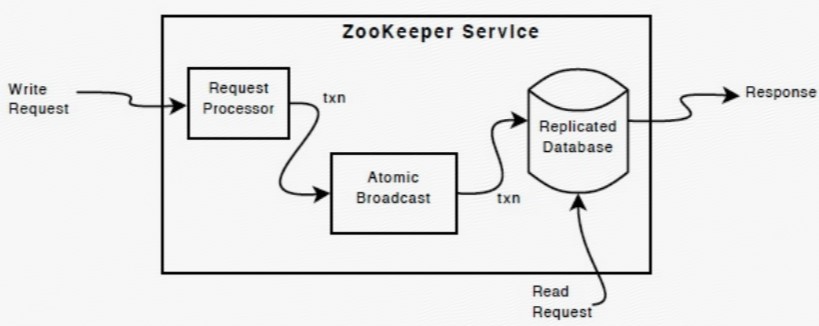 ZooKeeper Service
Write
Request
Request
Processor
txn
Atomic
Broadcast
txn
Replicated
Database
Response
Read
Request